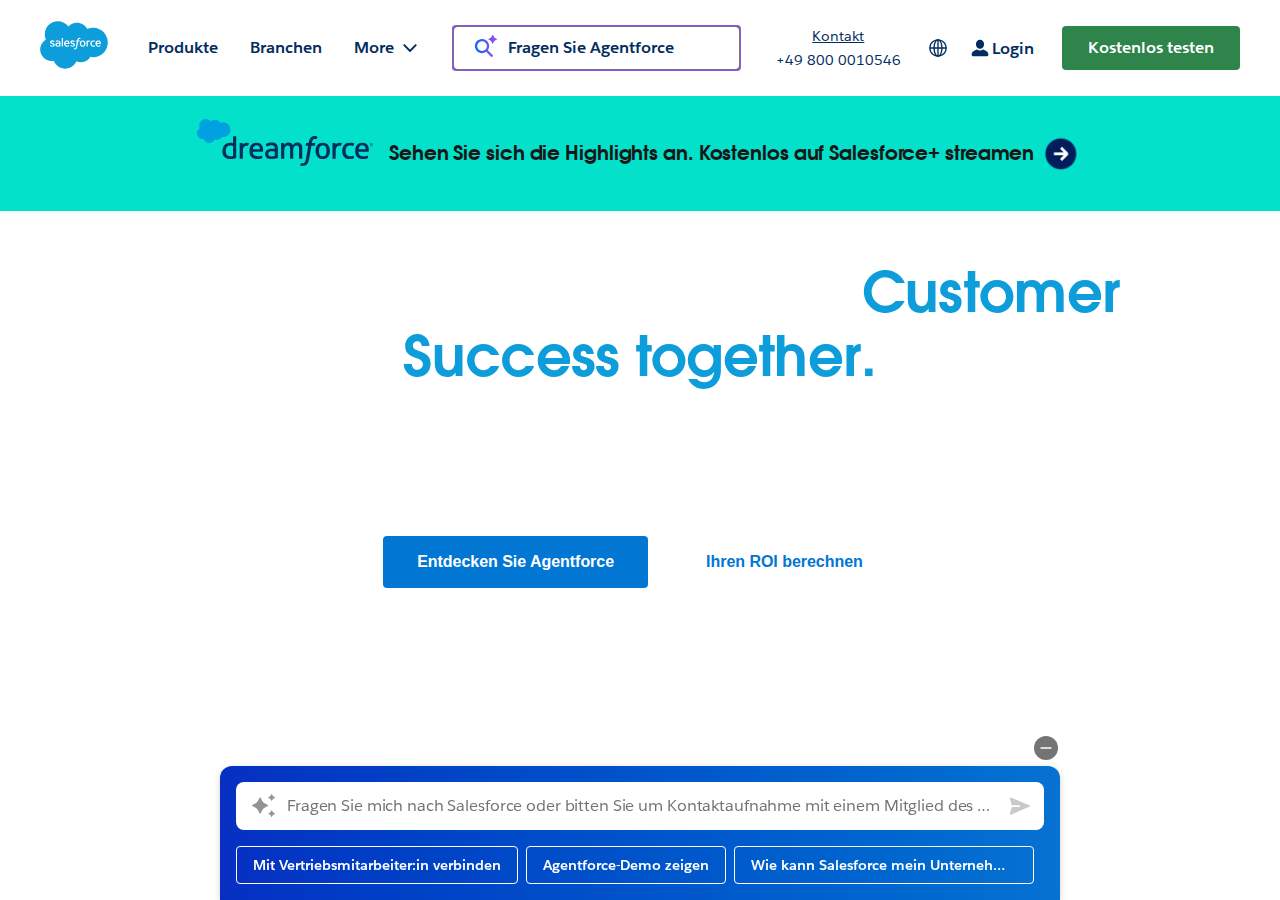 salesforce
Produkte
Branchen
More
Fragen Sie Agentforce
Kontakt
+49 800 0010546
Login
Kostenlos testen
dreamforce
Sehen Sie sich die Highlights an. Kostenlos auf Salesforce+ streamen
Customer
Success together.
Entdecken Sie Agentforce
Ihren ROI berechnen
Fragen Sie mich nach Salesforce oder bitten Sie um Kontaktaufnahme mit einem Mitglied des ...
Mit Vertriebsmitarbeiter:in verbinden
Agentforce-Demo zeigen
Wie kann Salesforce mein Unterneh...